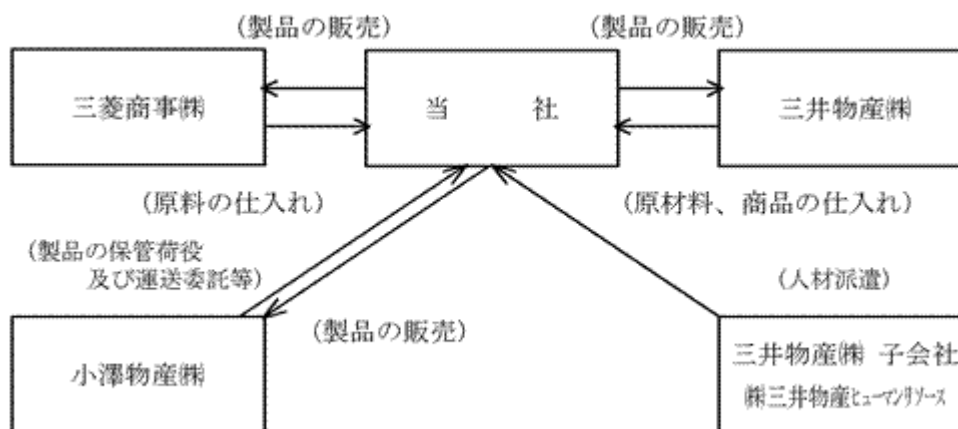 (製品の販売)
(製品の販売)
三菱商事㈱
当　　社
三井物産㈱
(原料の仕入れ)
(原材料、商品の仕入れ)
(製品の保管荷役
及び運送委託等)
(人材派遣)
(製品の販売)
小澤物産㈱
三井物産㈱ 子会社
㈱三井物産ﾋｭｰﾏﾝﾘｿｰｽ